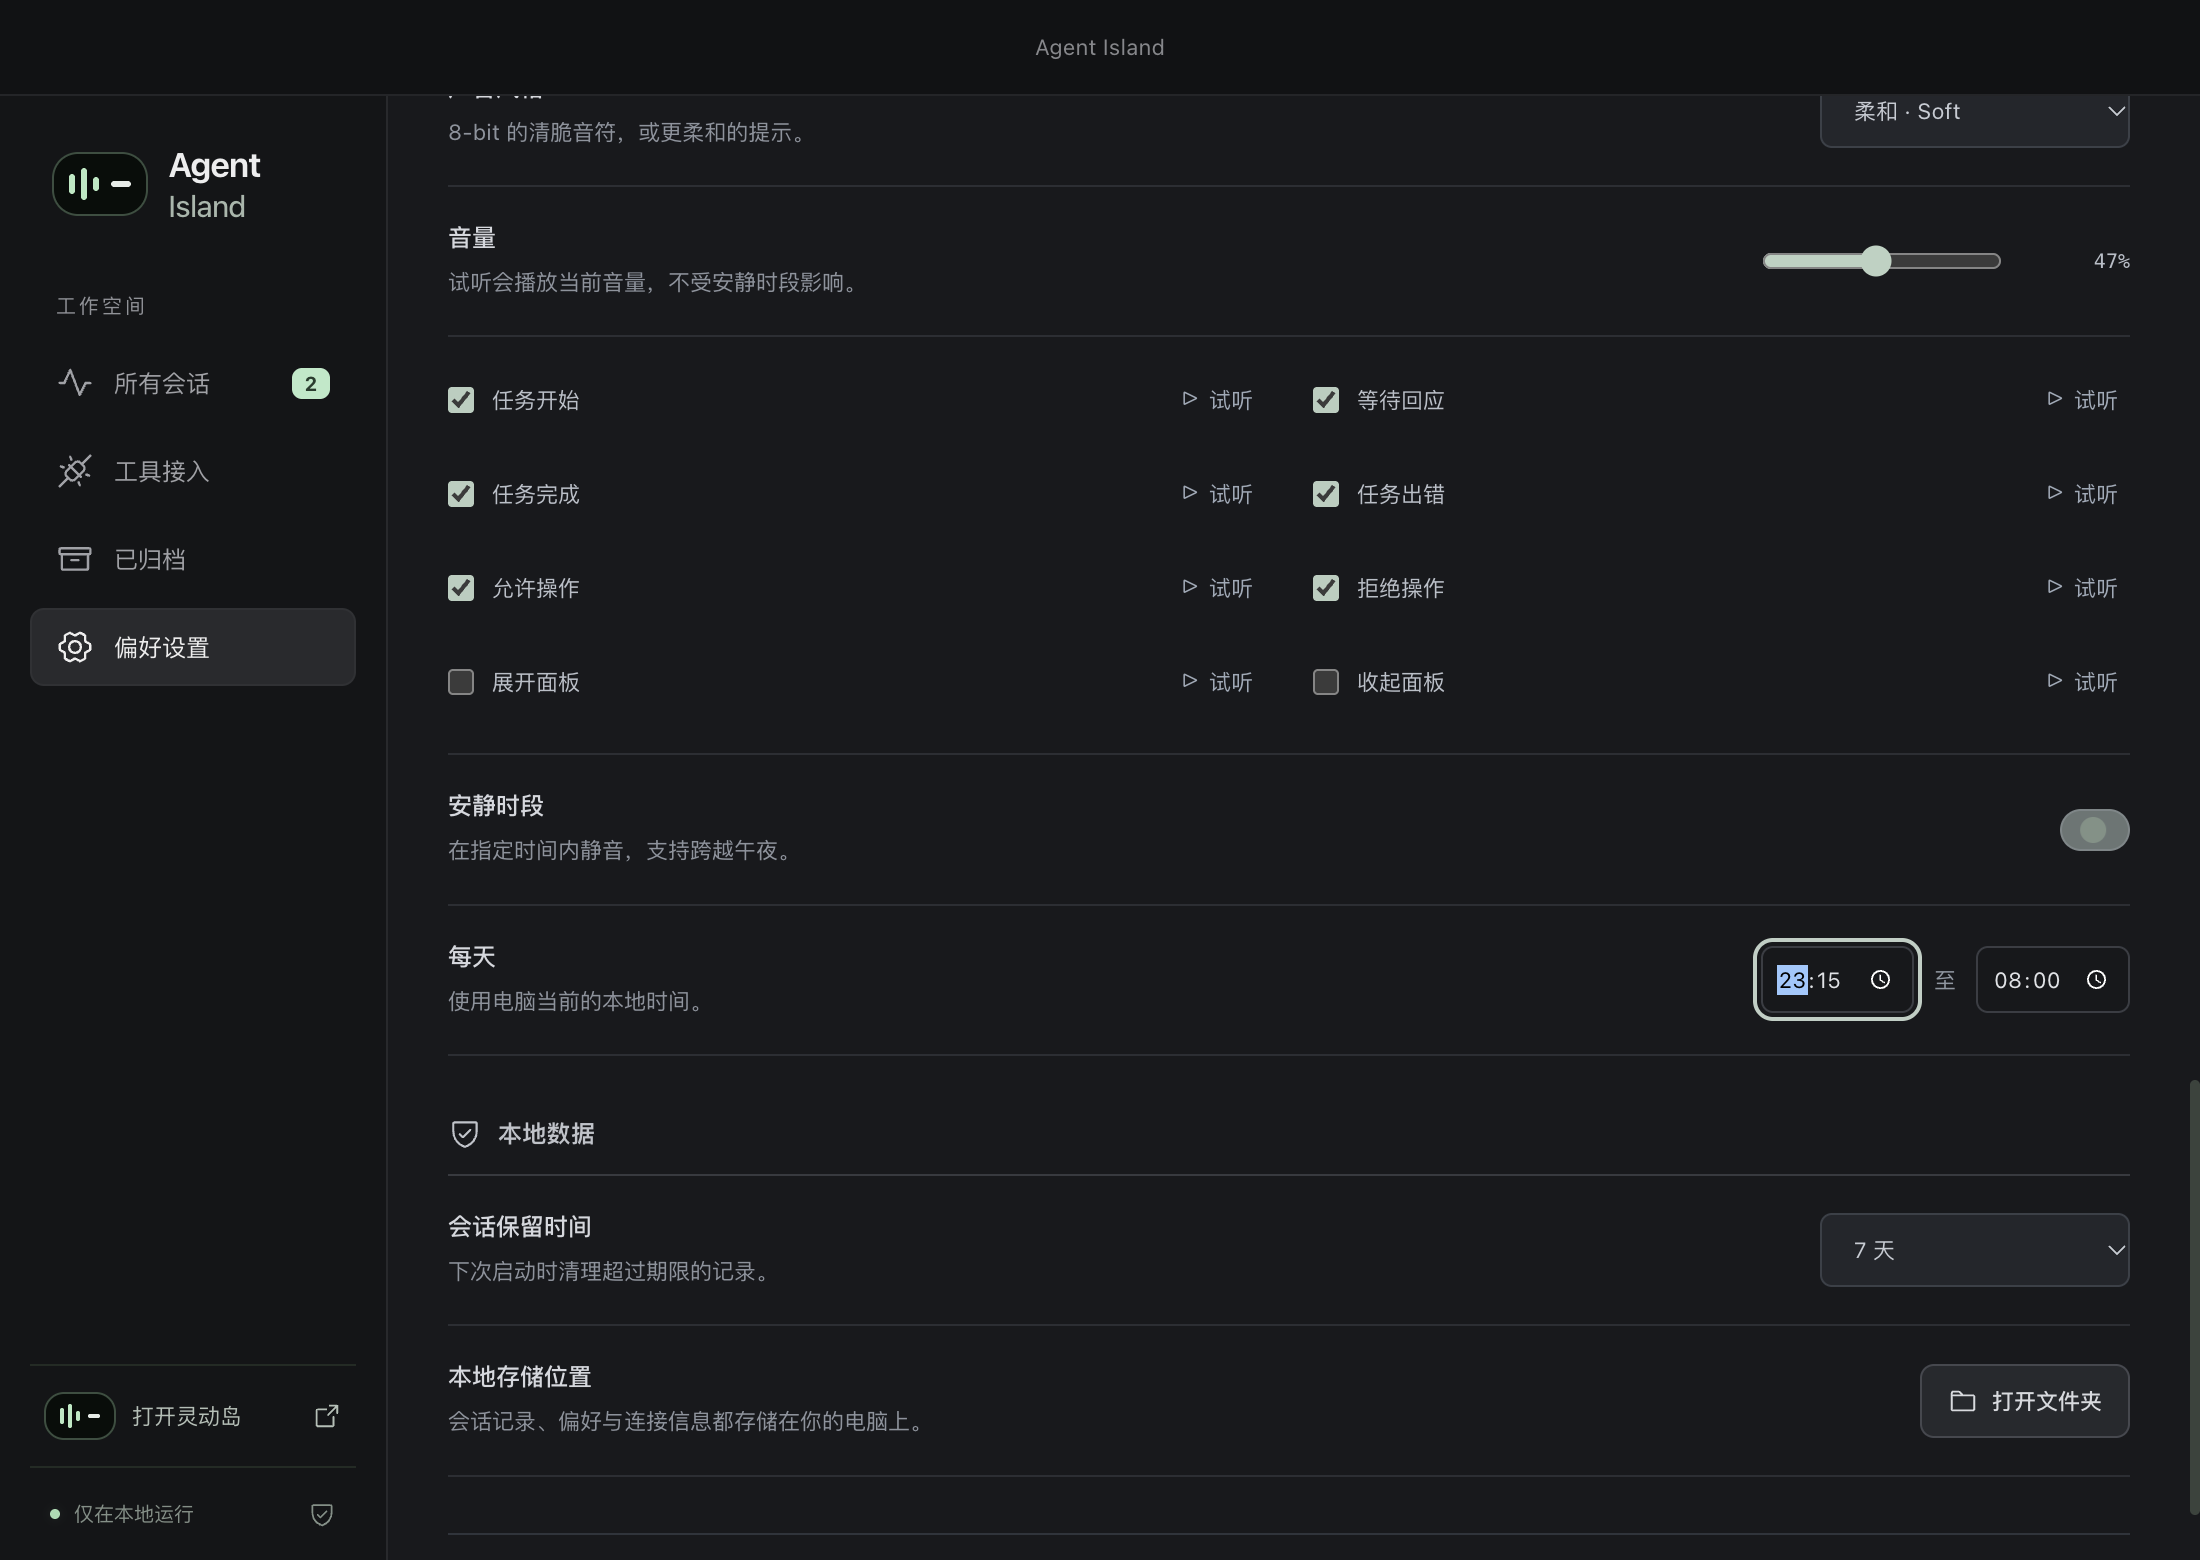 Agent Island
Agent
Island
工作空间
所有会话
2
工具接入
已归档
偏好设置
打开灵动岛
仅在本地运行
8-bit 的清脆音符，或更柔和的提示。
柔和 · Soft
音量
试听会播放当前音量，不受安静时段影响。
47%
任务开始
试听
等待回应
试听
任务完成
试听
任务出错
试听
允许操作
试听
拒绝操作
试听
展开面板
试听
收起面板
试听
安静时段
在指定时间内静音，支持跨越午夜。
每天
使用电脑当前的本地时间。
23:15
至
08:00
本地数据
会话保留时间
下次启动时清理超过期限的记录。
7 天
本地存储位置
会话记录、偏好与连接信息都存储在你的电脑上。
打开文件夹